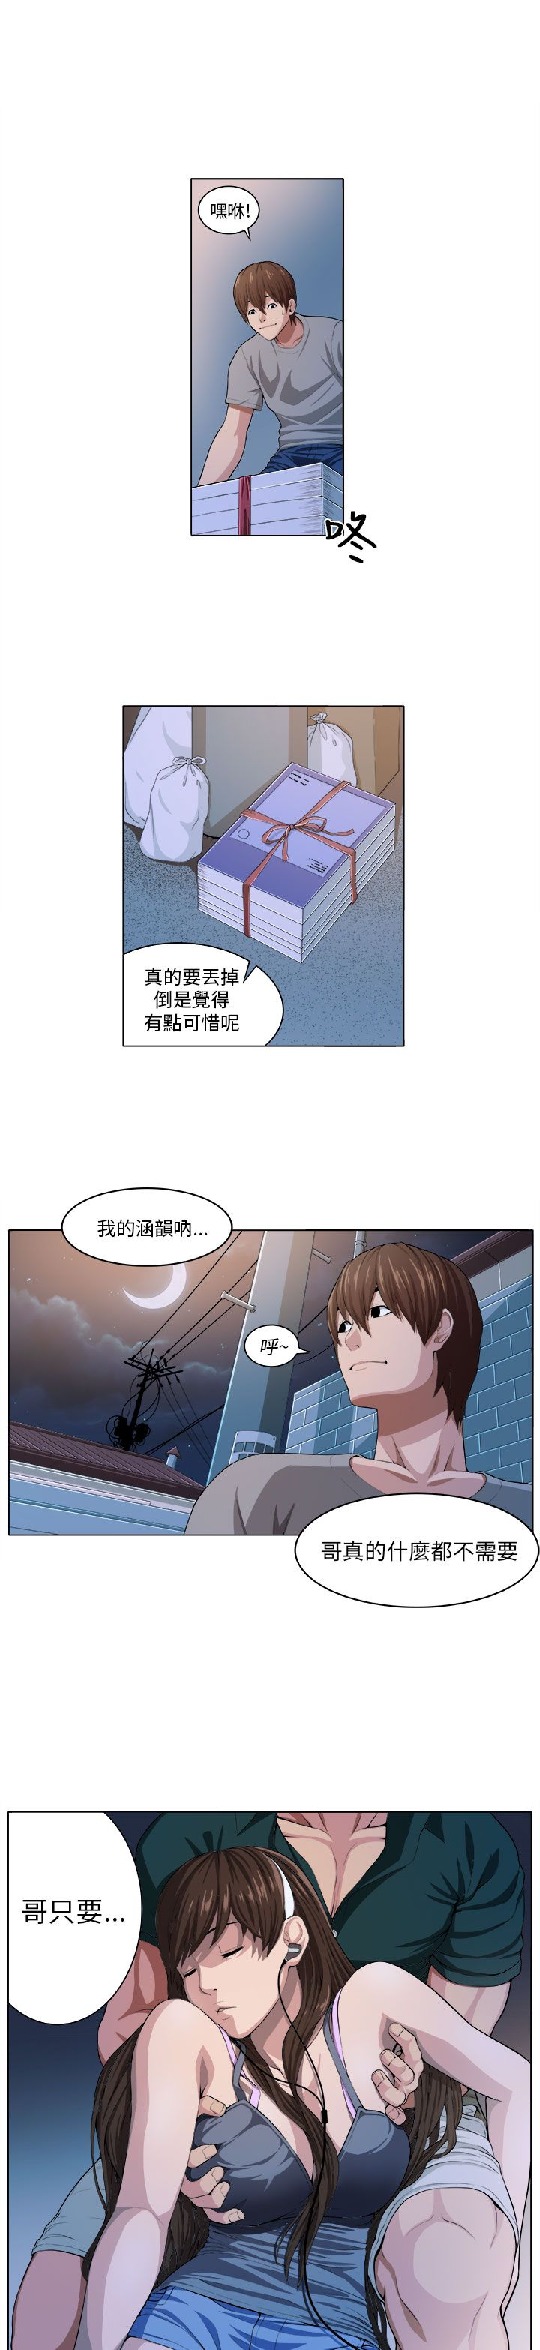 嘿咻!
咚
真的要丟掉
倒是覺得
有點可惜呢
我的涵韻吶...
呼~
哥真的什麼都不需要
哥只要...